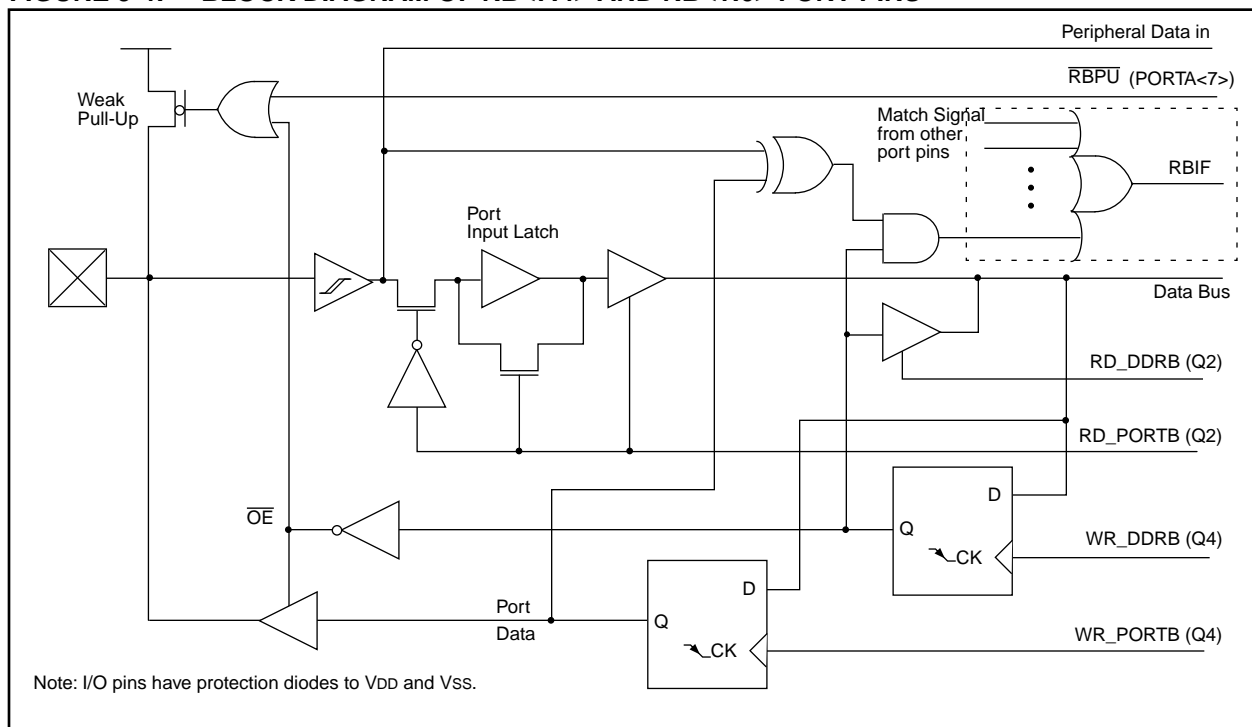 Peripheral Data in
RBPU (PORTA<7>)
Weak
Pull-Up
Match Signal
from other
port pins
RBIF
Port
Input Latch
Data Bus
RD_DDRB (Q2)
RD_PORTB (Q2)
OE
D
Q
CK
WR_DDRB (Q4)
Port
Data
D
Q
CK
WR_PORTB (Q4)
Note: I/O pins have protection diodes to VDD and VSS.